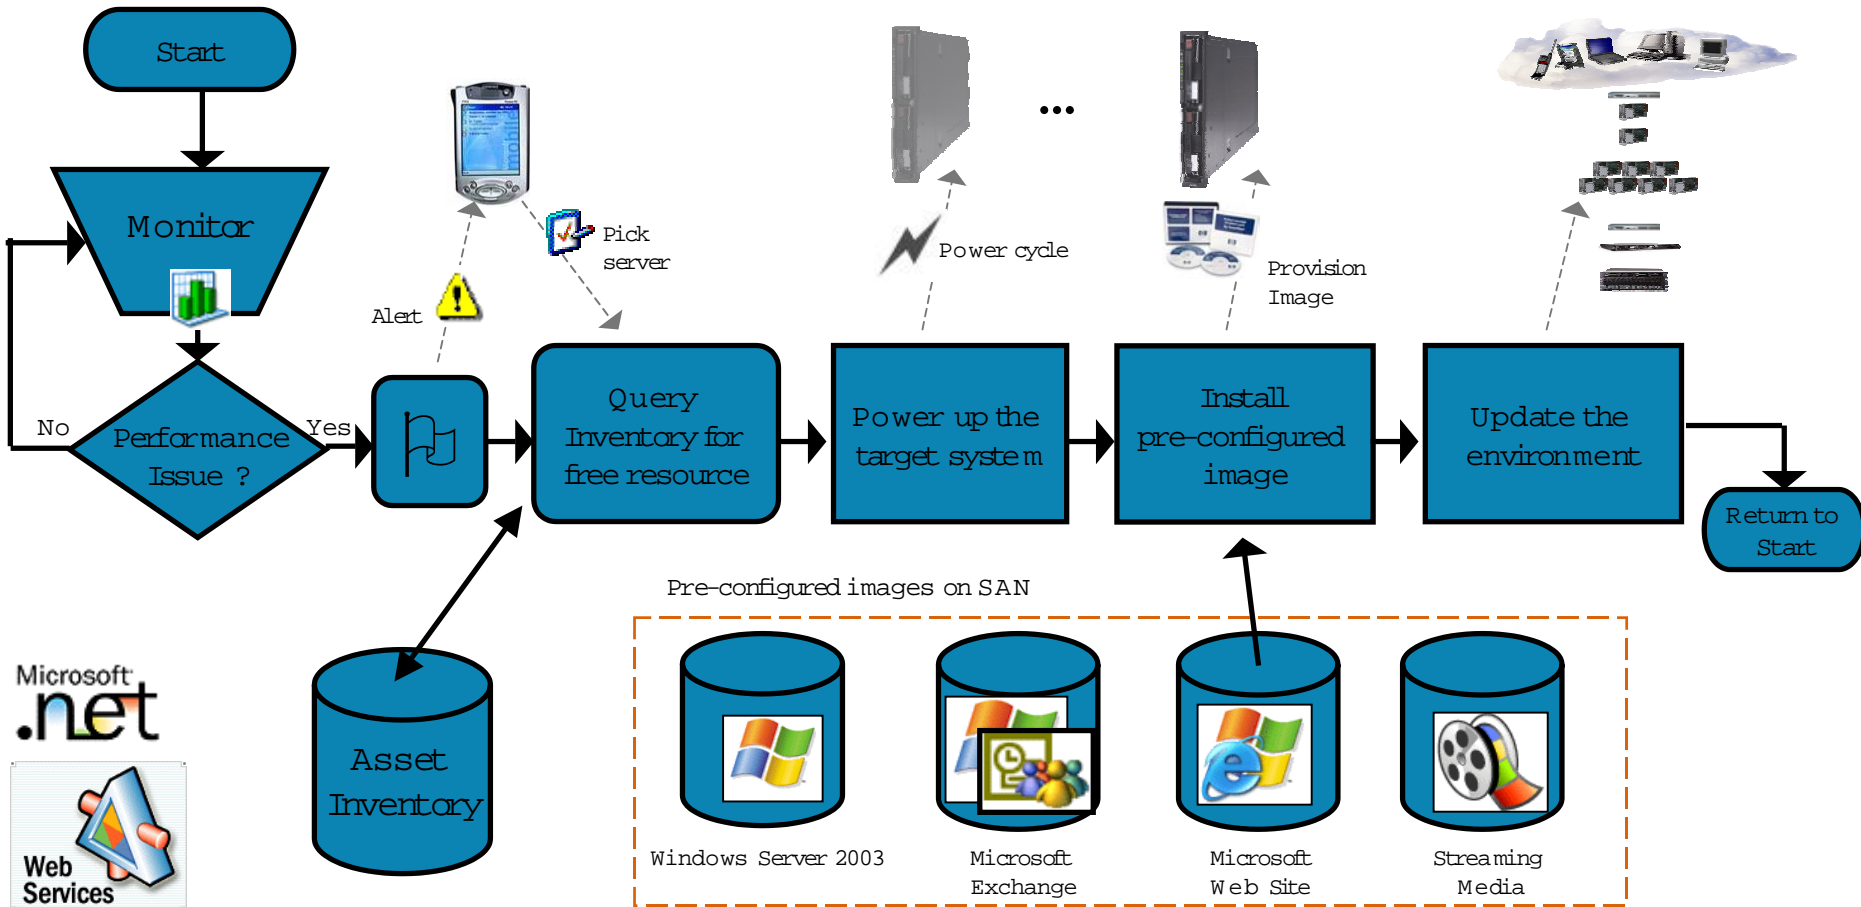 Start
Monitor
Performance
Issue ?
No
Yes
Alert
mobile
Pick
server
Query
Inventory for
free resource
Power cycle
Power up the
target system
...
Provision
Image
Install
pre-configured
image
Update the
environment
Return to
Start
Pre-configured images on SAN
Asset
Inventory
Windows Server 2003
Microsoft
Exchange
Microsoft
Web Site
Streaming
Media
Microsoft
.net
Web
Services